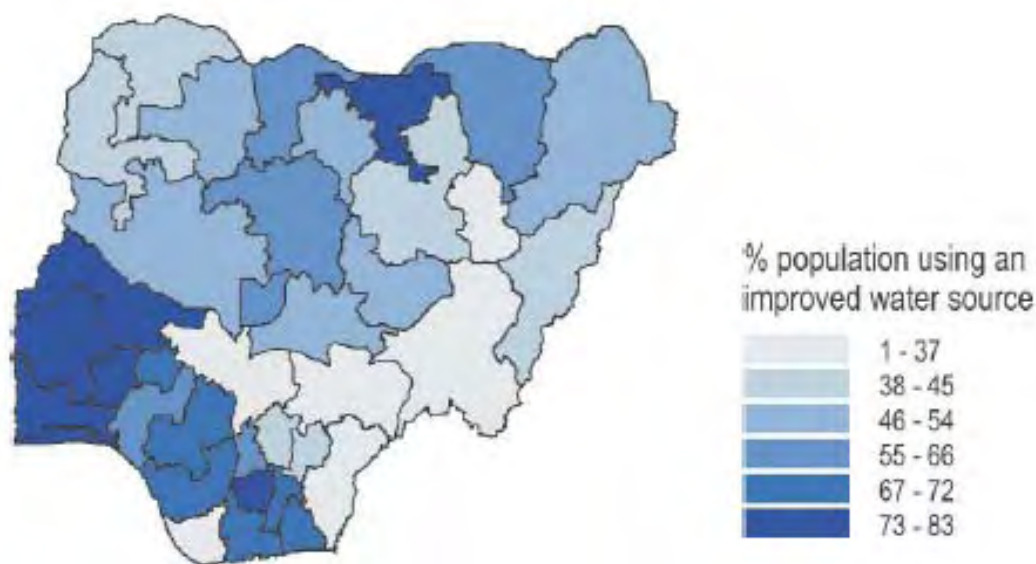 % population using an
improved water source
1 - 37
38 - 45
46 - 54
55 - 66
67 - 72
73 - 83